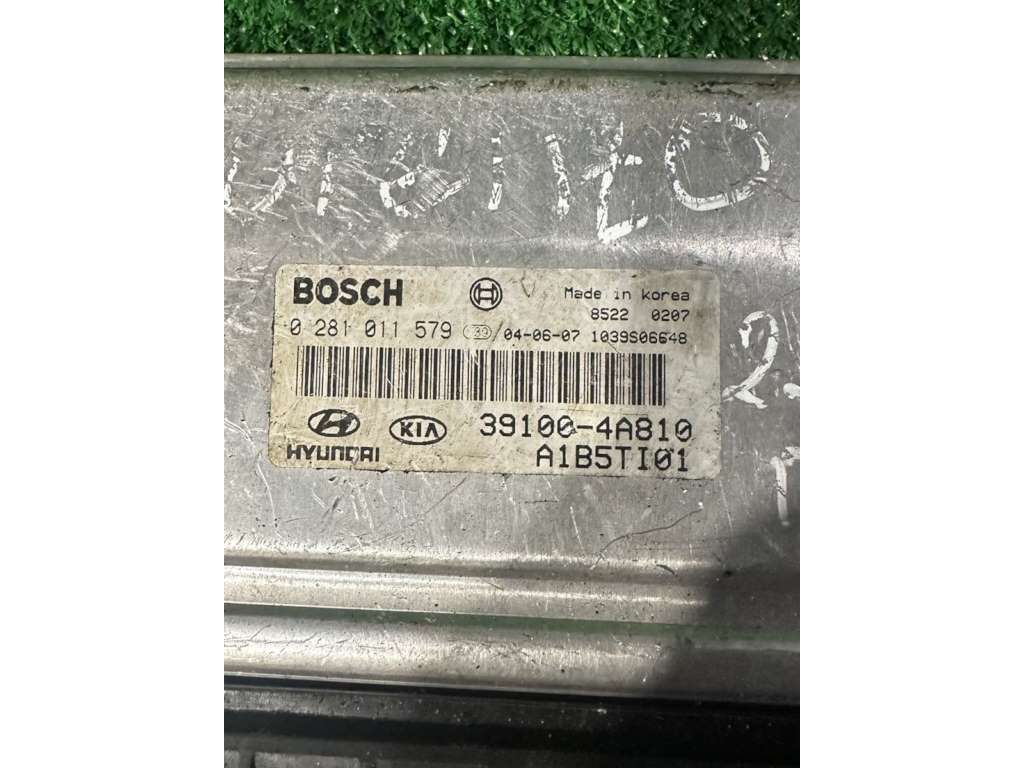 BOSCH
Made in Korea
8522 0207
0 281 011 579 39/04-06-07 1039S06648
HYUNDAI KIA 39100-4A810
A1B5TI01